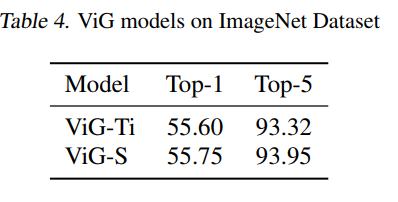 Table 4. ViG models on ImageNet Dataset
Model Top-1 Top-5
ViG-Ti 55.60 93.32
ViG-S 55.75 93.95